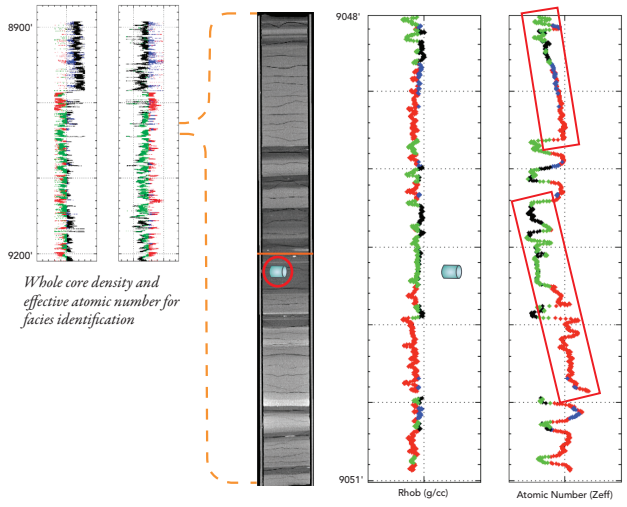 8900'
9200'
Whole core density and
effective atomic number for
facies identification
9048'
9051'
Rhob (g/cc)
Atomic Number (Zeff)